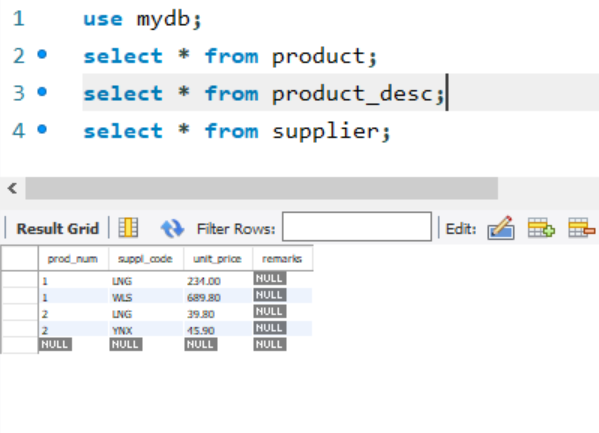 1 use mydb;
2 select * from product;
3 select * from product_desc;
4 select * from supplier;
Result Grid Filter Rows: Edit:
prod_num suppl_code unit_price remarks
1 LNG 234.00 NULL
1 WLS 689.80 NULL
2 LNG 39.80 NULL
2 YNX 45.90 NULL
NULL NULL NULL NULL